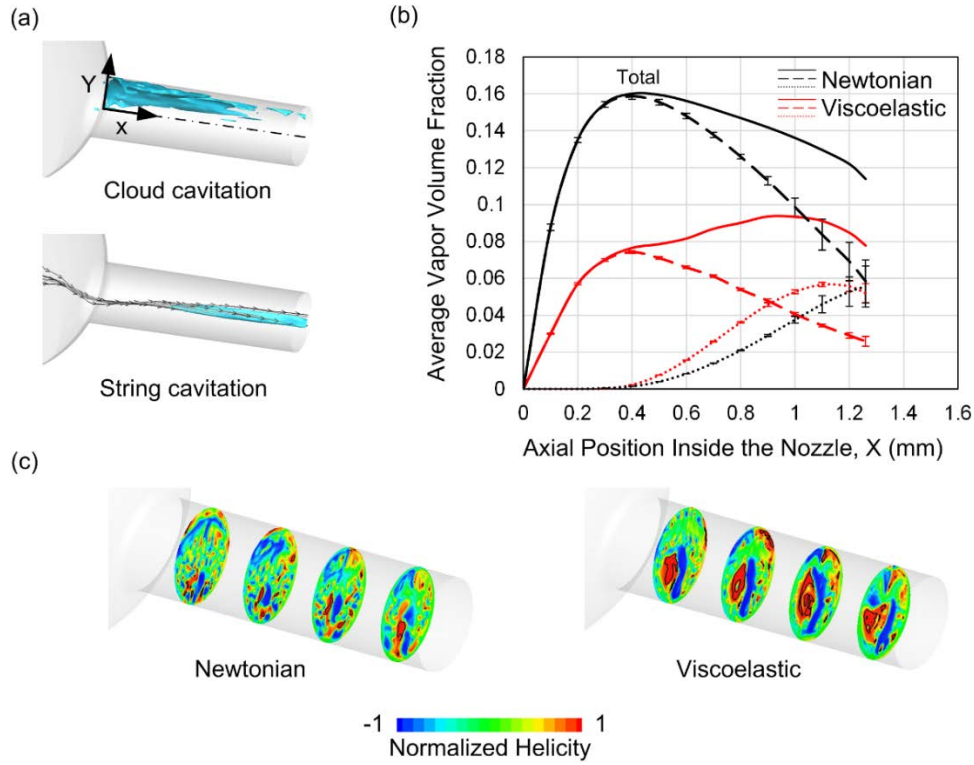 (a)
Y
X
Cloud cavitation
String cavitation
(b)
Average Vapor Volume Fraction
0.18
0.16
0.14
0.12
0.1
0.08
0.06
0.04
0.02
0
Total
Newtonian
Viscoelastic
0 0.2 0.4 0.6 0.8 1 1.2 1.4 1.6
Axial Position Inside the Nozzle, X (mm)
(c)
Newtonian
Viscoelastic
-1 1
Normalized Helicity